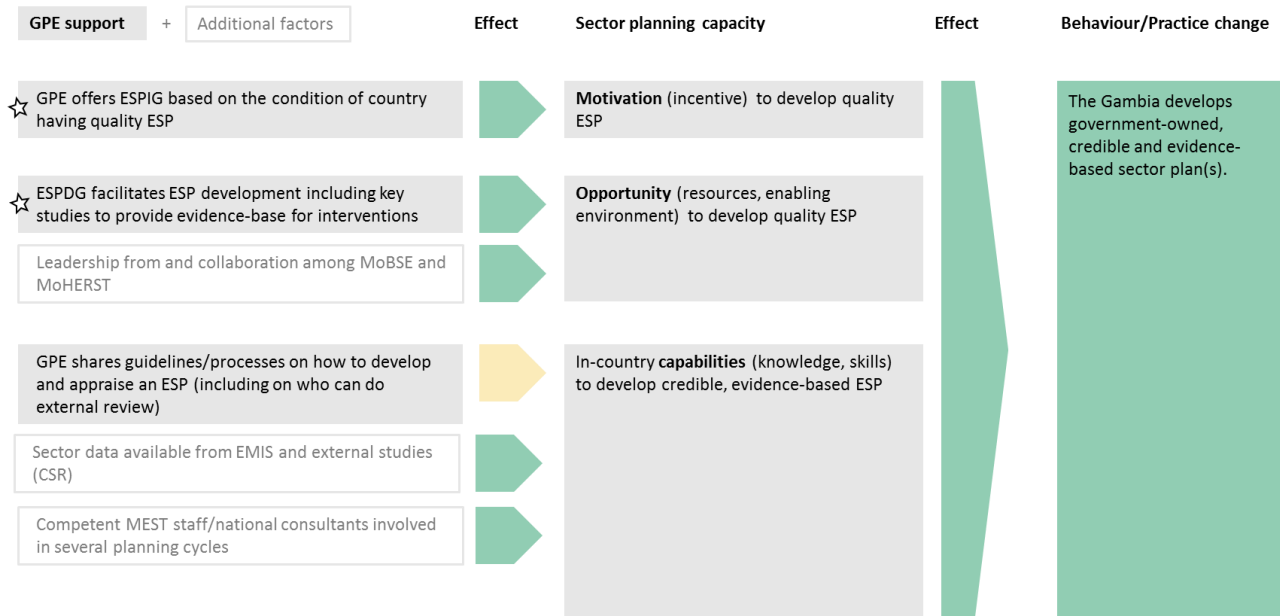 GPE support + Additional factors
Effect
Sector planning capacity
Effect
Behaviour/Practice change
GPE offers ESPIG based on the condition of country
having quality ESP
Motivation (incentive) to develop quality
ESP
The Gambia develops
government-owned,
credible and evidence-
based sector plan(s).
ESPDG facilitates ESP development including key
studies to provide evidence-base for interventions
Opportunity (resources, enabling
environment) to develop quality ESP
Leadership from and collaboration among MoBSE and
MoHERST
GPE shares guidelines/processes on how to develop
and appraise an ESP (including on who can do
external review)
In-country capabilities (knowledge, skills)
to develop credible, evidence-based ESP
Sector data available from EMIS and external studies
(CSR)
Competent MEST staff/national consultants involved
in several planning cycles